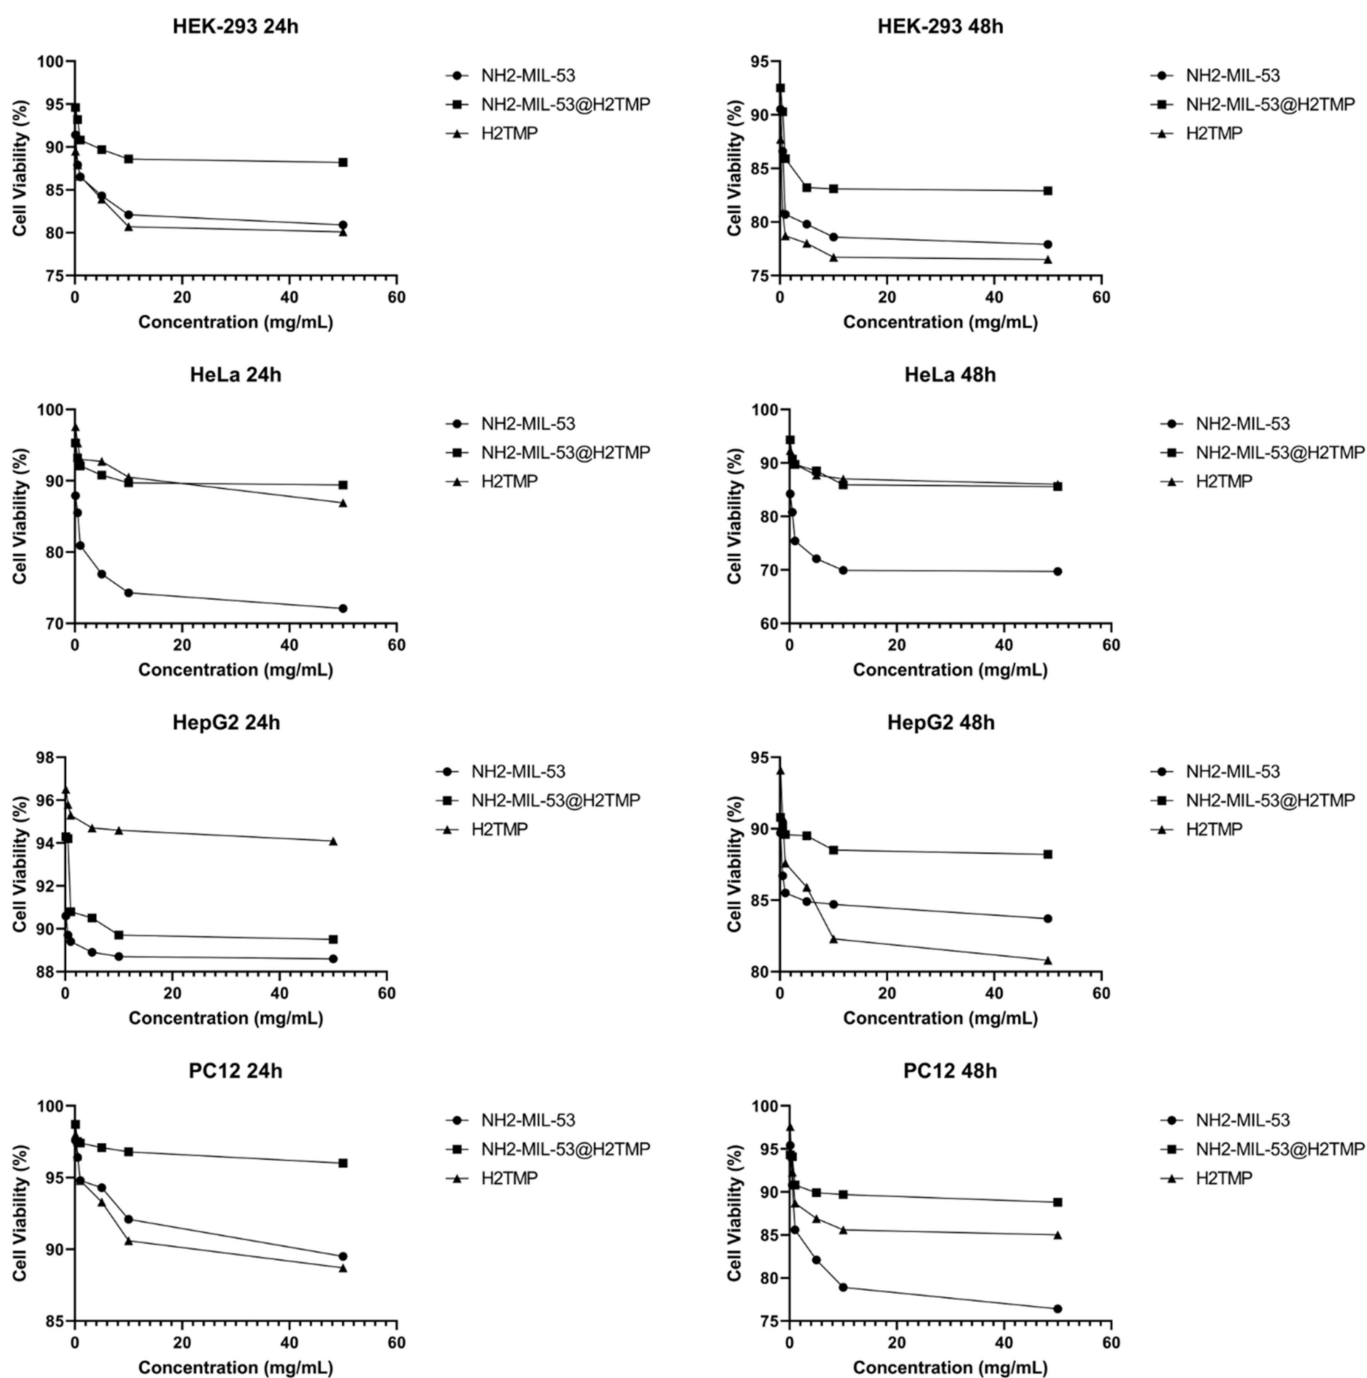 HEK-293 24h
100
95
90
85
80
75
Cell Viability (%)
0 20 40 60
Concentration (mg/mL)
NH2-MIL-53
NH2-MIL-53@H2TMP
H2TMP
HEK-293 48h
95
90
85
80
75
Cell Viability (%)
0 20 40 60
Concentration (mg/mL)
NH2-MIL-53
NH2-MIL-53@H2TMP
H2TMP
HeLa 24h
100
90
80
70
Cell Viability (%)
0 20 40 60
Concentration (mg/mL)
NH2-MIL-53
NH2-MIL-53@H2TMP
H2TMP
HeLa 48h
100
90
80
70
60
Cell Viability (%)
0 20 40 60
Concentration (mg/mL)
NH2-MIL-53
NH2-MIL-53@H2TMP
H2TMP
HepG2 24h
98
96
94
92
90
88
Cell Viability (%)
0 20 40 60
Concentration (mg/mL)
NH2-MIL-53
NH2-MIL-53@H2TMP
H2TMP
HepG2 48h
95
90
85
80
Cell Viability (%)
0 20 40 60
Concentration (mg/mL)
NH2-MIL-53
NH2-MIL-53@H2TMP
H2TMP
PC12 24h
100
95
90
85
Cell Viability (%)
0 20 40 60
Concentration (mg/mL)
NH2-MIL-53
NH2-MIL-53@H2TMP
H2TMP
PC12 48h
100
95
90
85
80
75
Cell Viability (%)
0 20 40 60
Concentration (mg/mL)
NH2-MIL-53
NH2-MIL-53@H2TMP
H2TMP